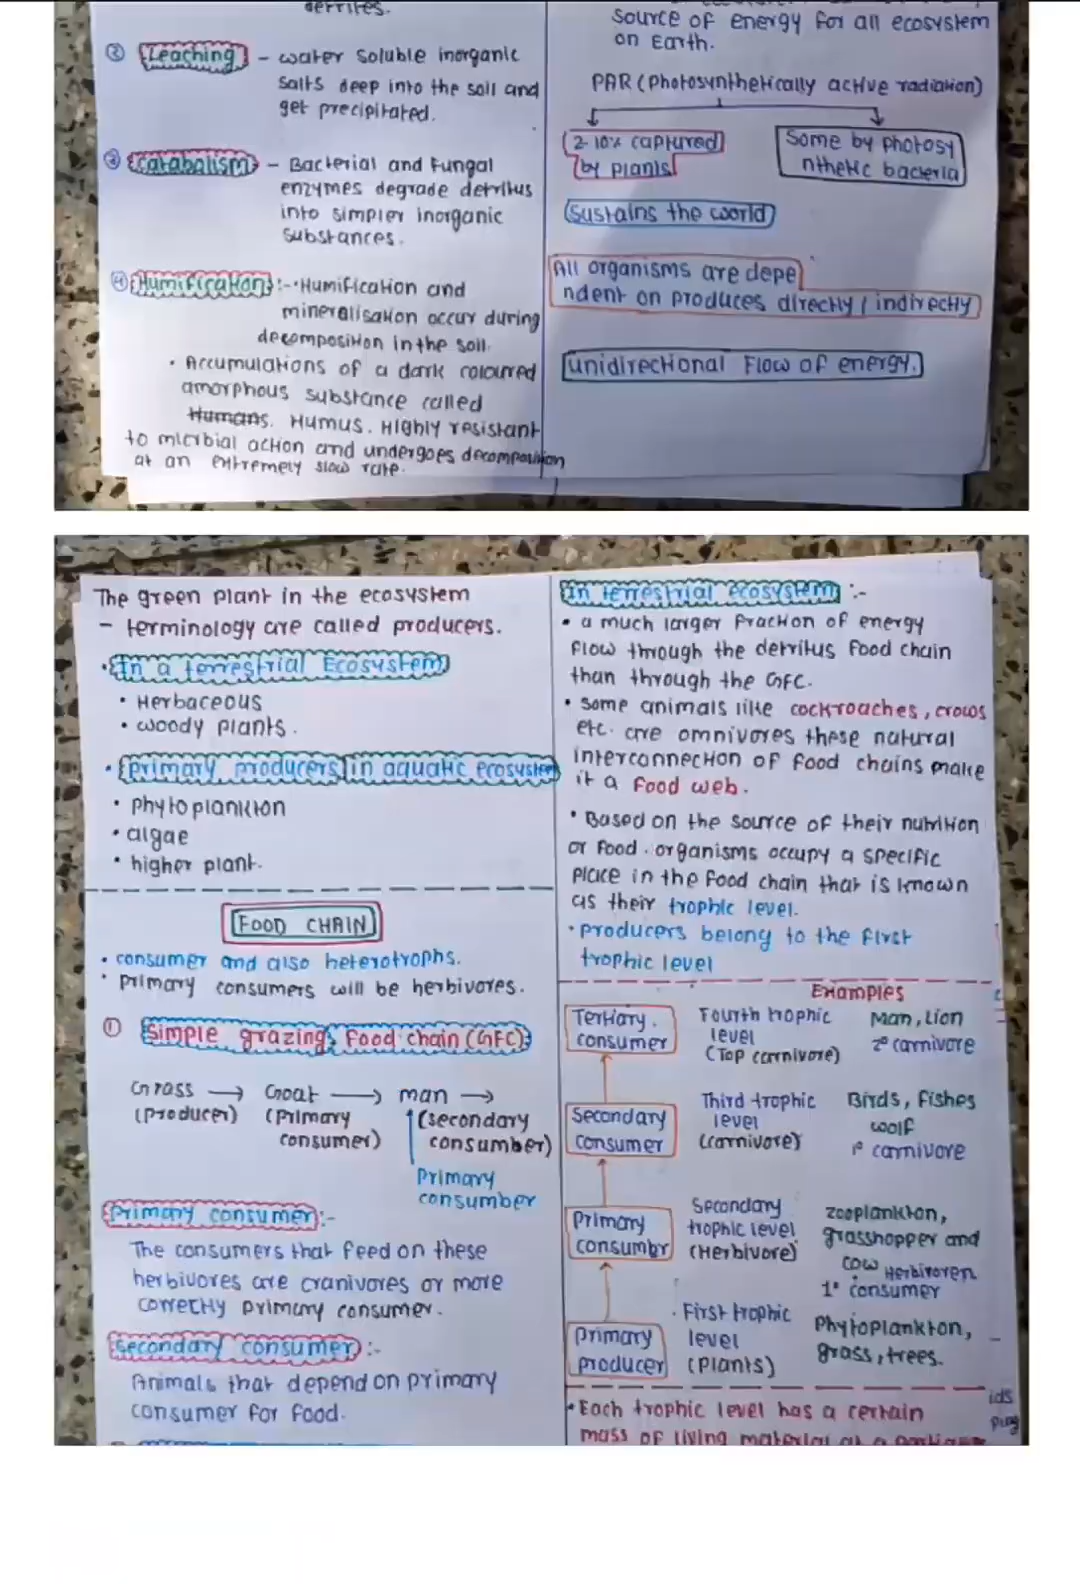 detrites.
③ Leaching - water soluble inorganic
salts deep into the soil and
get precipitated.
③ Catabolism - Bacterial and Fungal
enzymes degrade detritus
into simpler inorganic
substances.
④ Humification :- • Humification and
mineralisation occur during
decomposition in the soil.
• Accumulations of a dark coloured
amorphous substance called
Humans. Humus. Highly resistant
to micrbial action and undergoes decomposition
at an extremely slow rate.
source of energy for all ecosystem
on Earth.
PAR (Photosynthetically active radiation)
2-10% captured
by plants
Some by photosy
nthetic bacteria
Sustains the world
All organisms are depe
ndent on produces directly / indirectly
unidirectional Flow of energy.
The green plant in the ecosystem
- terminology are called producers.
• In a terrestrial Ecosystem
• Herbaceous
• woody plants.
• primary producers in aquatic ecosystem
• phytoplankton
• algae
• higher plant.
FOOD CHAIN
• consumer and also heterotrophs.
• primary consumers will be herbivores.
① Simple grazing Food chain (GFC)
Grass → Goat → man →
(producer) (primary consumer) (secondary consumber)
primary
consumber
primary consumer :-
The consumers that feed on these
herbivores are cranivores or more
correctly primary consumer.
secondary consumer :-
Animals that depend on primary
consumer for food.
In terrestrial ecosystem :-
• a much larger fraction of energy
flow through the detritus food chain
than through the GFC.
• Some animals like cockroaches, crows
etc. are omnivores these natural
interconnection of food chains make
it a food web.
• Based on the source of their nutrition
or food. organisms occupy a specific
place in the food chain that is known
as their trophic level.
• producers belong to the first
trophic level
Examples
Tertiary consumer
Fourth trophic level (Top carnivore)
Man, Lion
2° carnivore
Secondary consumer
Third trophic level (carnivore)
Birds, fishes
wolf
1° carnivore
Primary consumbr
Secondary trophic level (Herbivore)
zooplankton,
grasshopper and
cow Herbivoren
1° consumer
primary producer
First trophic level (plants)
Phytoplankton,
grass, trees.
• Each trophic level has a certain
mass of living material at a
ids